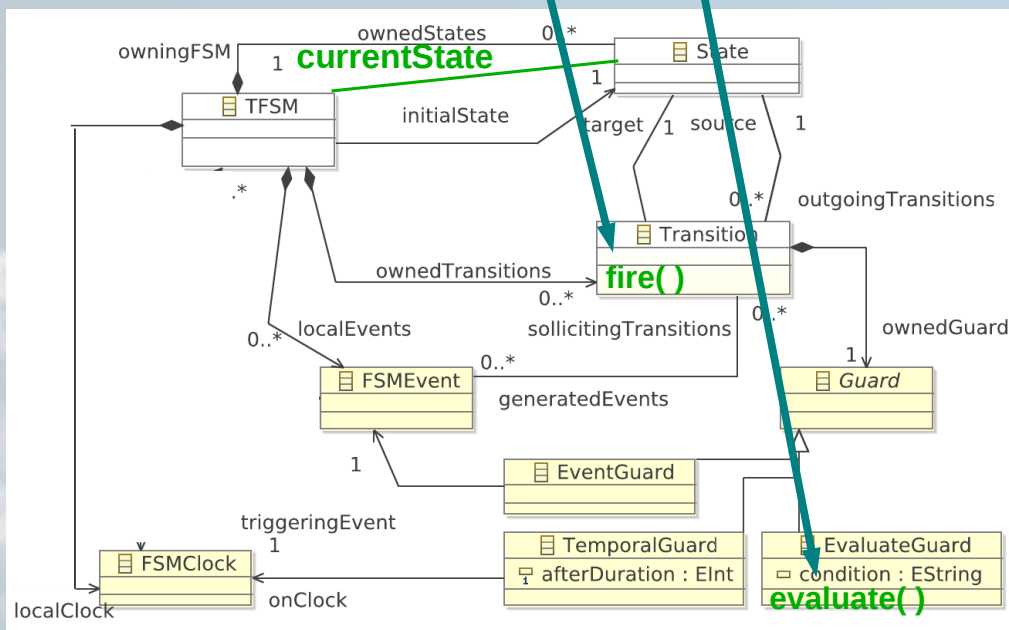 ownedStates
0..*
owningFSM
1
currentState
State
1
TFSM
initialState
target
1
source
1
.*
0..*
outgoingTransitions
Transition
ownedTransitions
fire( )
0..*
0..*
localEvents
sollicitingTransitions
ownedGuard
0..*
0..*
1
FSMEvent
Guard
generatedEvents
1
EventGuard
triggeringEvent
1
TemporalGuard
EvaluateGuard
FSMClock
afterDuration : EInt
condition : EString
onClock
evaluate( )
localClock